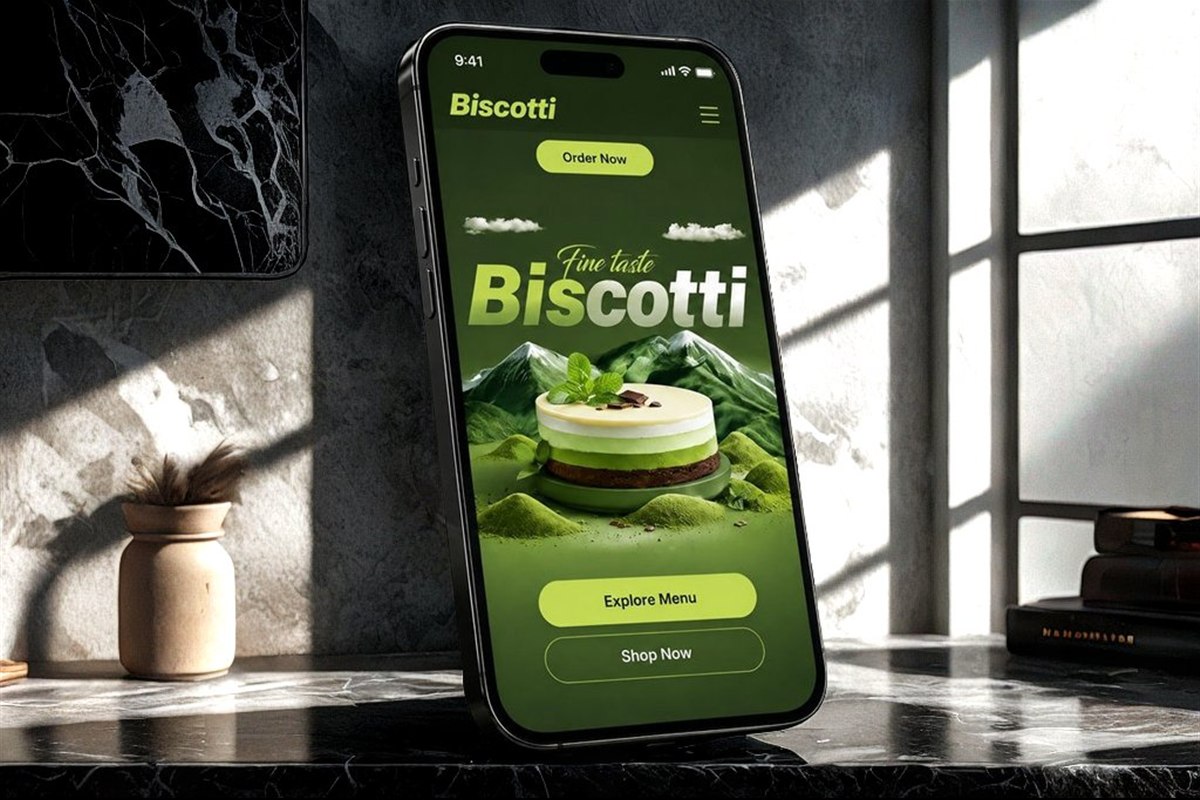 9:41
Biscotti
Order Now
Fine taste
Biscotti
Explore Menu
Shop Now